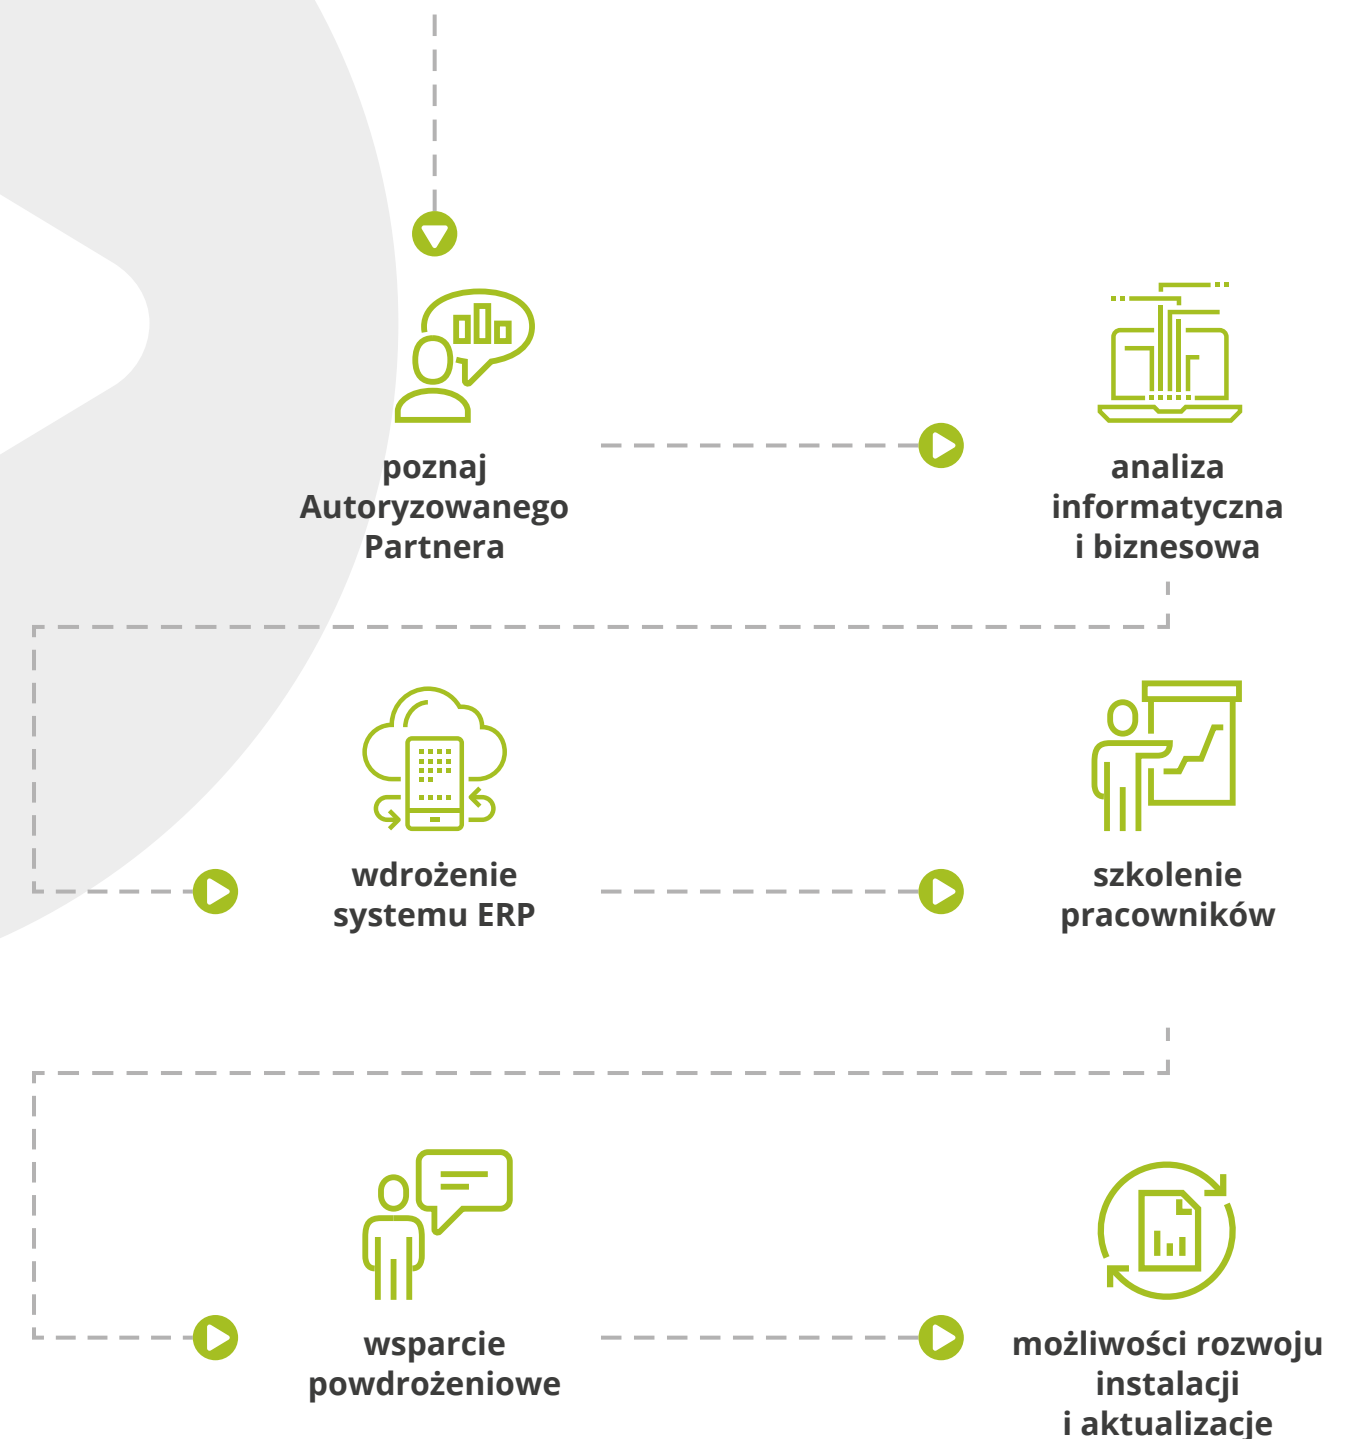 poznaj
Autoryzowanego
Partnera
analiza
informatyczna
i biznesowa
wdrożenie
systemu ERP
szkolenie
pracowników
wsparcie
powdrożeniowe
możliwości rozwoju
instalacji
i aktualizacje